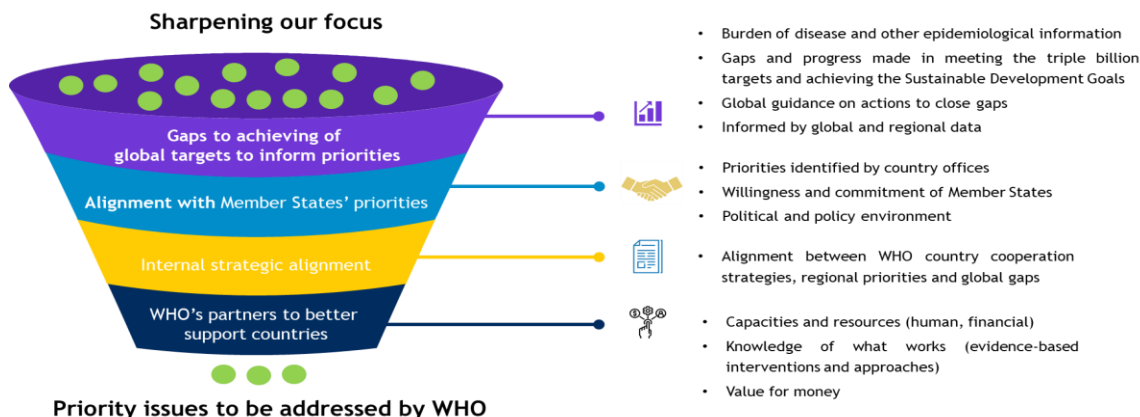 Sharpening our focus
Gaps to achieving of
global targets to inform priorities
Alignment with Member States' priorities
Internal strategic alignment
WHO's partners to better
support countries
Priority issues to be addressed by WHO
• Burden of disease and other epidemiological information
• Gaps and progress made in meeting the triple billion
targets and achieving the Sustainable Development Goals
• Global guidance on actions to close gaps
• Informed by global and regional data
• Priorities identified by country offices
• Willingness and commitment of Member States
• Political and policy environment
• Alignment between WHO country cooperation
strategies, regional priorities and global gaps
• Capacities and resources (human, financial)
• Knowledge of what works (evidence-based
interventions and approaches)
• Value for money